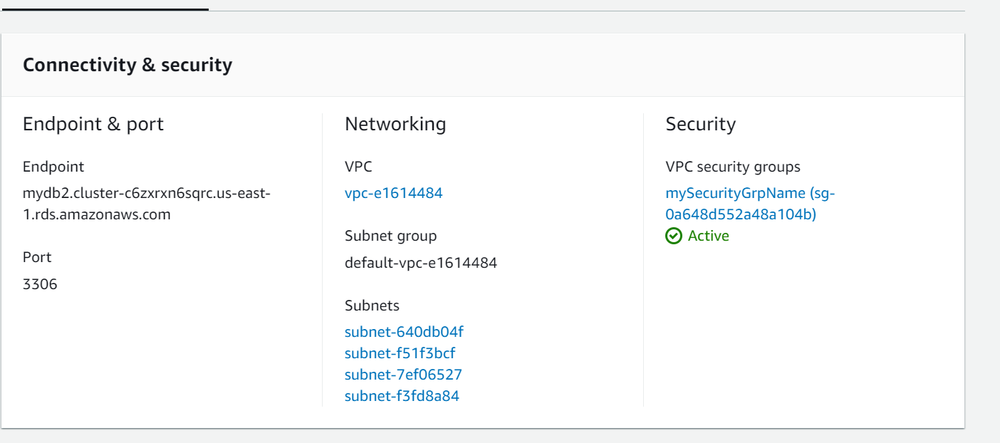 Connectivity & security
Endpoint & port
Endpoint
mydb2.cluster-c6zxrxn6sqrc.us-east-
1.rds.amazonaws.com
Port
3306
Networking
VPC
vpc-e1614484
Subnet group
default-vpc-e1614484
Subnets
subnet-640db04f
subnet-f51f3bcf
subnet-7ef06527
subnet-f3fd8a84
Security
VPC security groups
mySecurityGrpName (sg-
0a648d552a48a104b)
Active